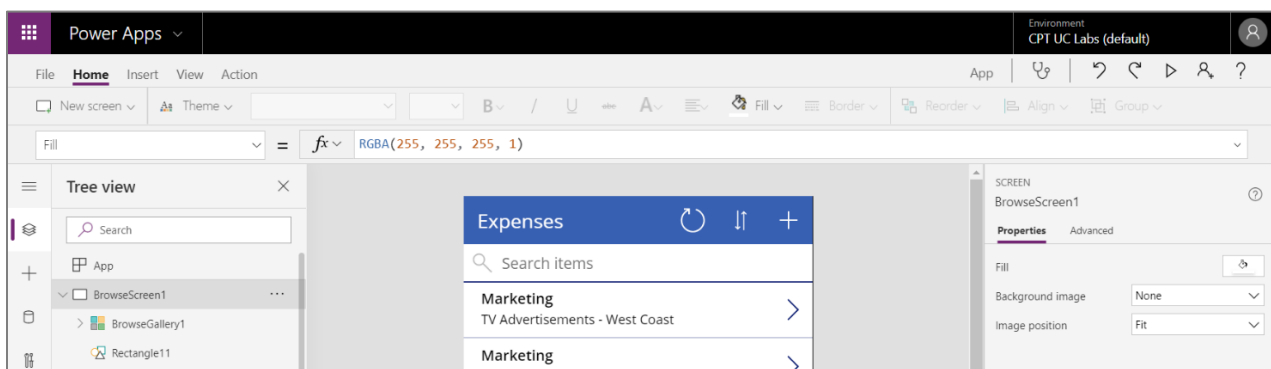 Power Apps
Environment
CPT UC Labs (default)
File Home Insert View Action App ?
New screen Theme B / U abc A Fill Border Reorder Align Group
Fill = fx RGBA(255, 255, 255, 1)
Tree view
Search
App
BrowseScreen1 ...
BrowseGallery1
Rectangle11
Expenses
Search items
Marketing
TV Advertisements - West Coast
Marketing
SCREEN
BrowseScreen1
Properties Advanced
Fill
Background image None
Image position Fit